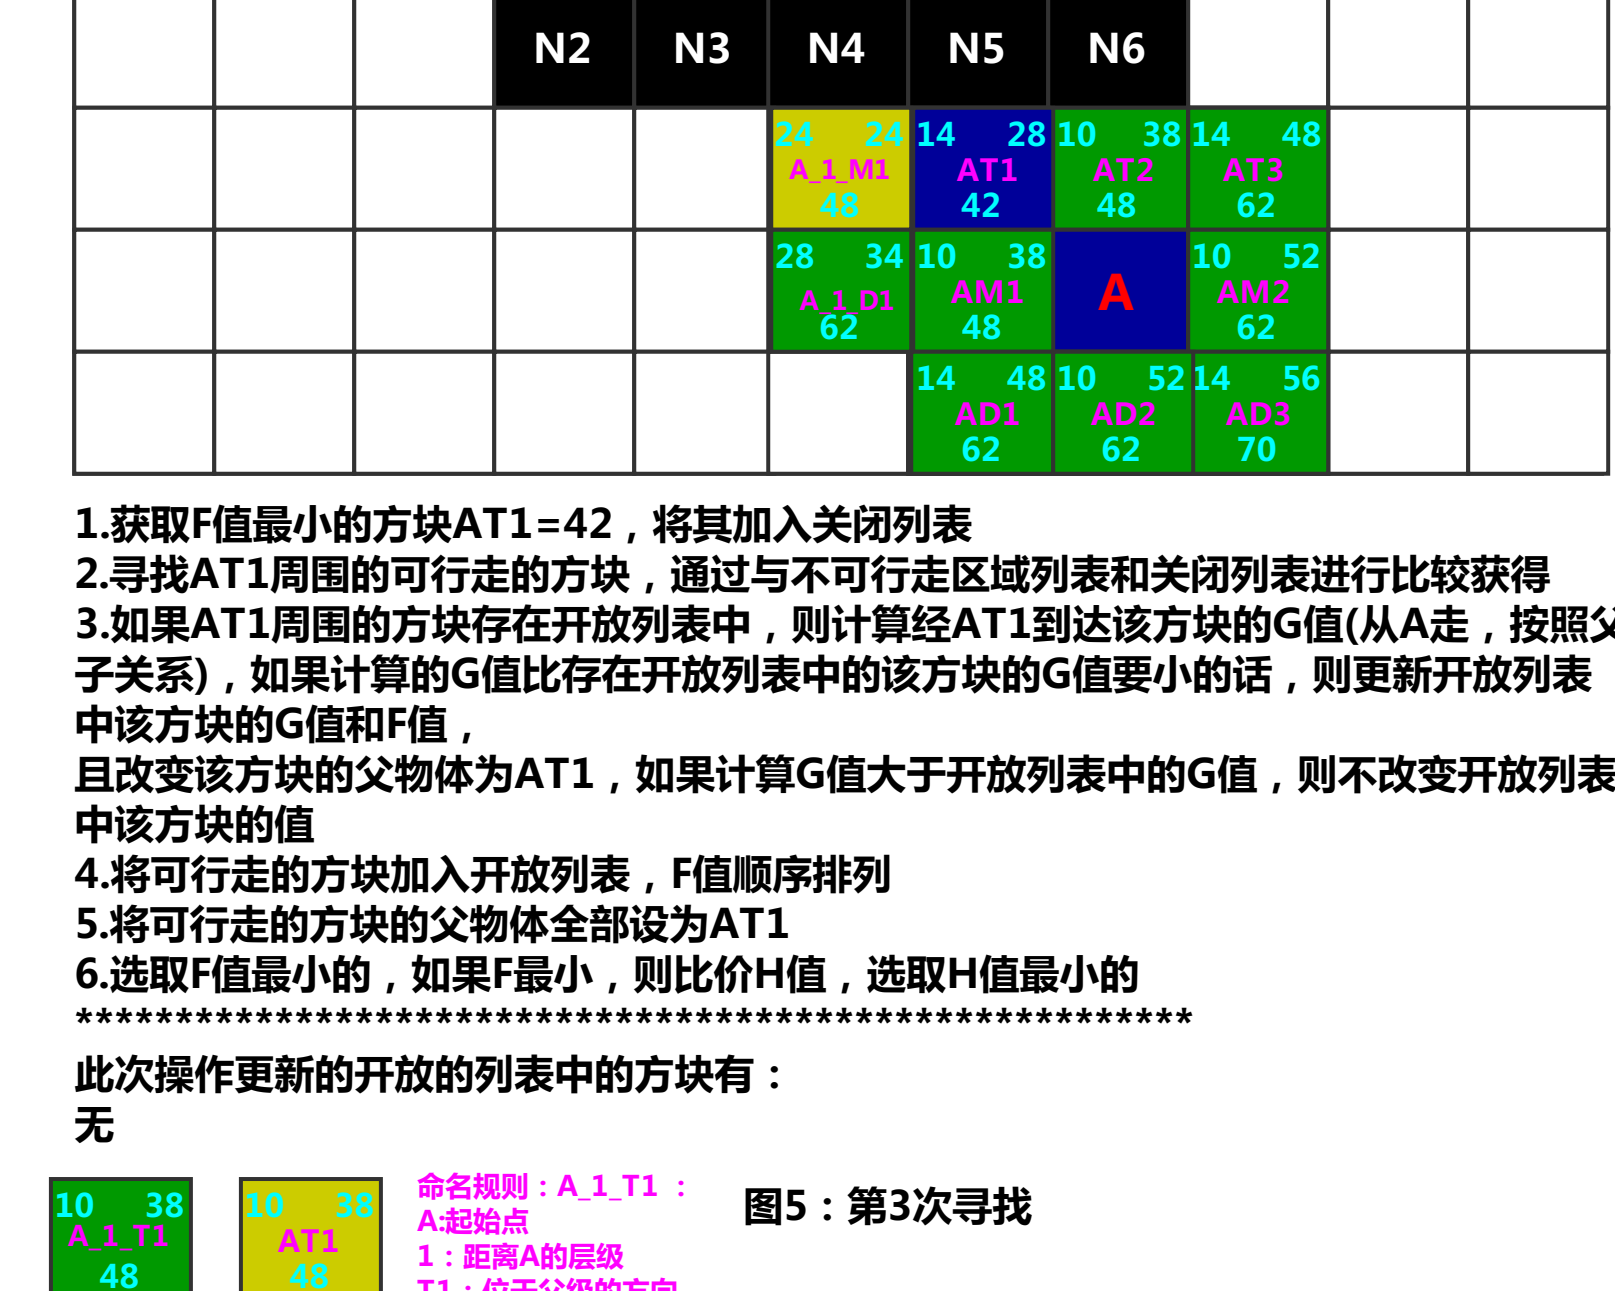 N2 N3 N4 N5 N6
24 24 14 28 10 38 14 48
A_1_M1 AT1 AT2 AT3
48 42 48 62
28 34 10 38 10 52
A_1_D1 AM1 A AM2
62 48 62
14 48 10 52 14 56
AD1 AD2 AD3
62 62 70
1.获取F值最小的方块AT1=42，将其加入关闭列表
2.寻找AT1周围的可行走的方块，通过与不可行走区域列表和关闭列表进行比较获得
3.如果AT1周围的方块存在开放列表中，则计算经AT1到达该方块的G值(从A走，按照父
子关系)，如果计算的G值比存在开放列表中的该方块的G值要小的话，则更新开放列表
中该方块的G值和F值，
且改变该方块的父物体为AT1，如果计算G值大于开放列表中的G值，则不改变开放列表
中该方块的值
4.将可行走的方块加入开放列表，F值顺序排列
5.将可行走的方块的父物体全部设为AT1
6.选取F值最小的，如果F最小，则比价H值，选取H值最小的
********************************************************
此次操作更新的开放的列表中的方块有：
无
10 38
A_1_T1
48
10 38
AT1
48
命名规则：A_1_T1 ：
A:起始点
1：距离A的层级
T1：位于父级的方向
图5：第3次寻找